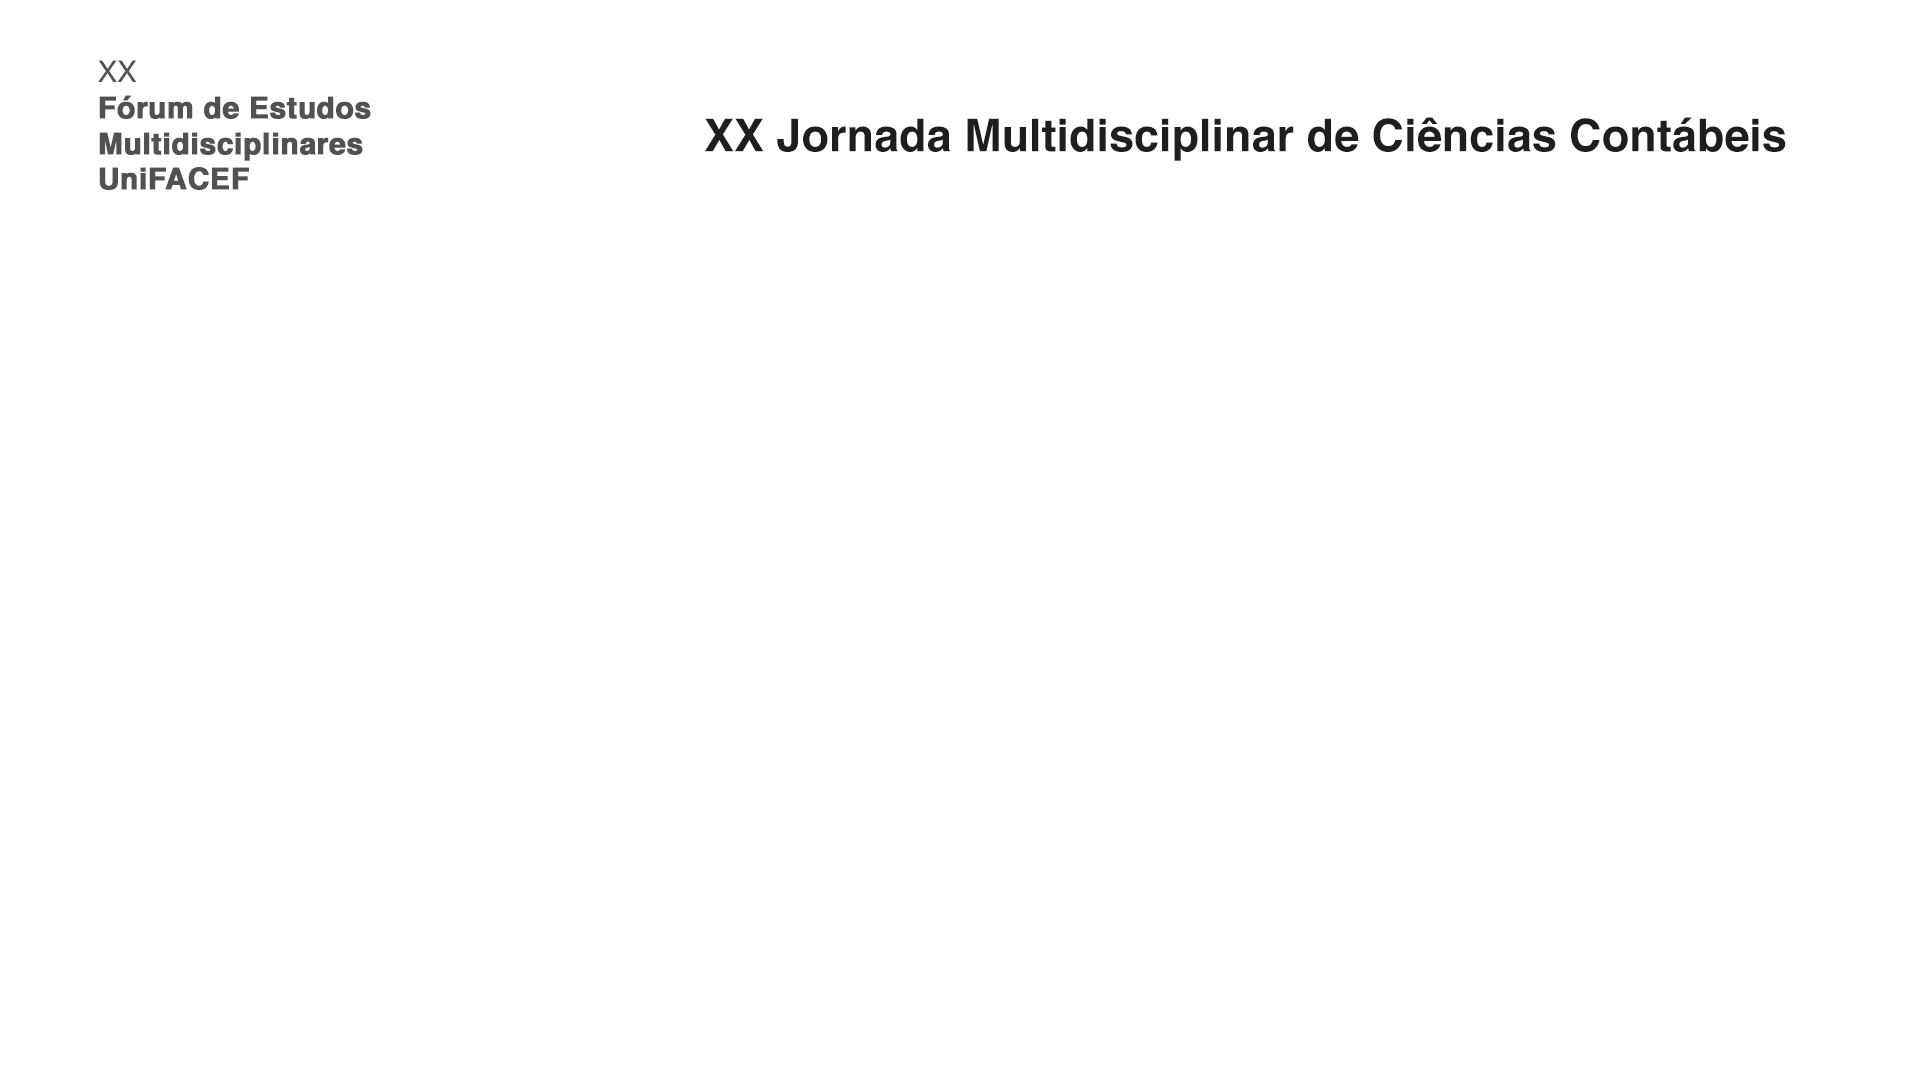 XX
Fórum de Estudos
Multidisciplinares
UniFACEF
XX Jornada Multidisciplinar de Ciências Contábeis